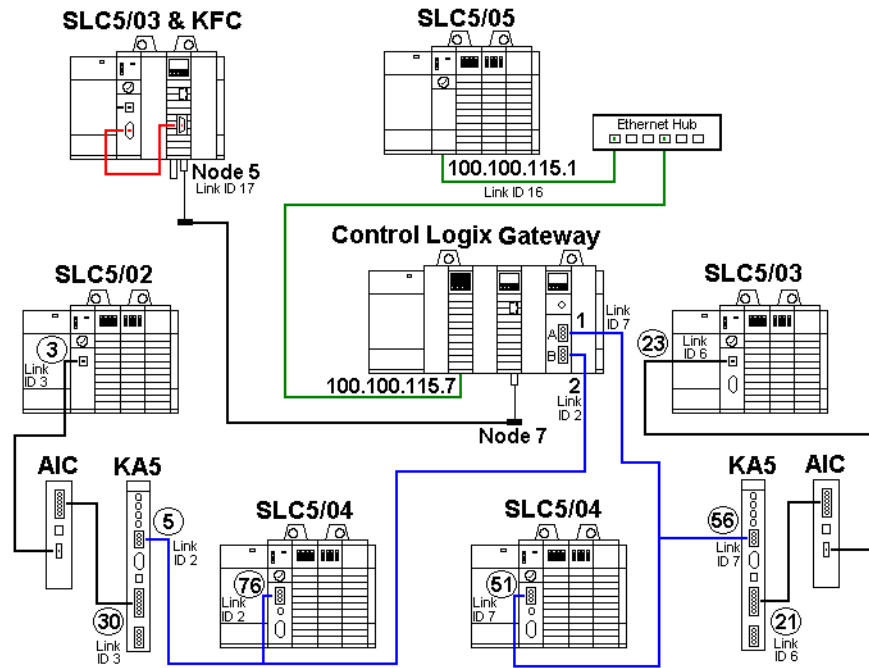 SLC5/03 & KFC
SLC5/05
Ethernet Hub
Node 5
Link ID 17
100.100.115.1
Link ID 16
Control Logix Gateway
SLC5/02
SLC5/03
3
Link
ID 3
1
Link
ID 7
A
B
23
Link
ID 6
100.100.115.7
2
Link
ID 2
Node 7
AIC
KA5
5
Link
ID 2
SLC5/04
76
Link
ID 2
SLC5/04
51
Link
ID 7
KA5
AIC
56
Link
ID 7
30
Link
ID 3
21
Link
ID 6